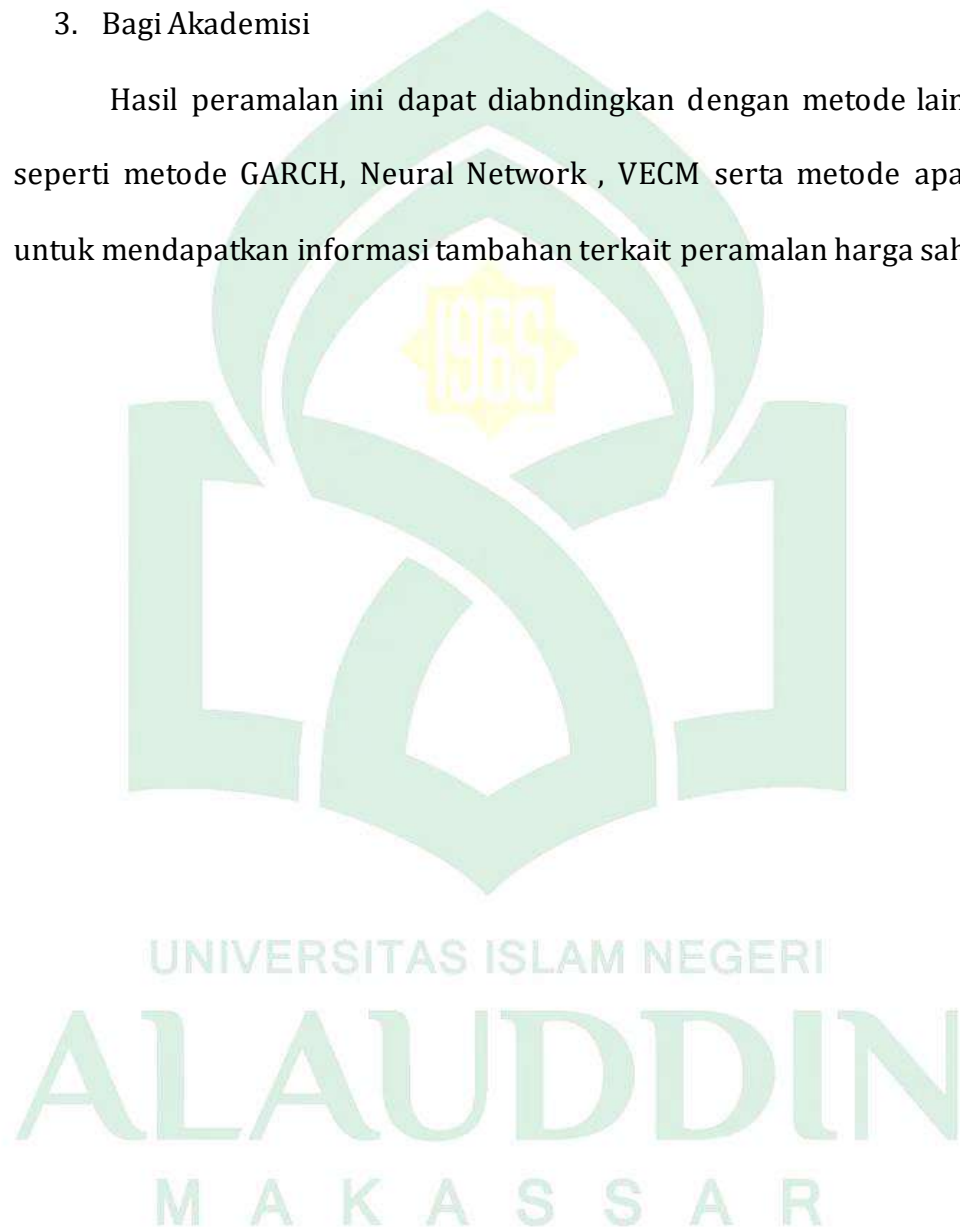 3. Bagi Akademisi
Hasil peramalan ini dapat diabndingkan dengan metode lain
seperti metode GARCH, Neural Network , VECM serta metode apa
untuk mendapatkan informasi tambahan terkait peramalan harga sah
1965
UNIVERSITAS ISLAM NEGERI
ALAUDDIN
MAKASSAR